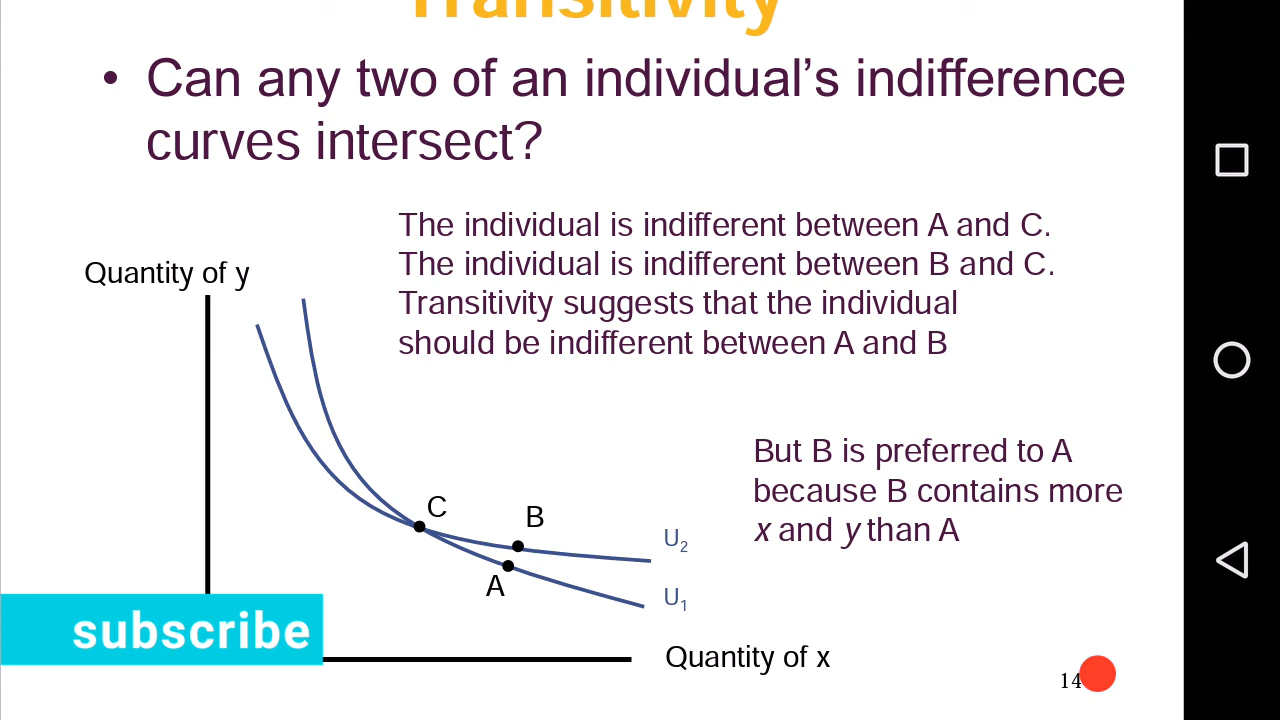 Transitivity
• Can any two of an individual’s indifference
curves intersect?
The individual is indifferent between A and C.
The individual is indifferent between B and C.
Transitivity suggests that the individual
should be indifferent between A and B
Quantity of y
But B is preferred to A
because B contains more
x and y than A
C
B
U2
A
U1
subscribe
Quantity of x
14